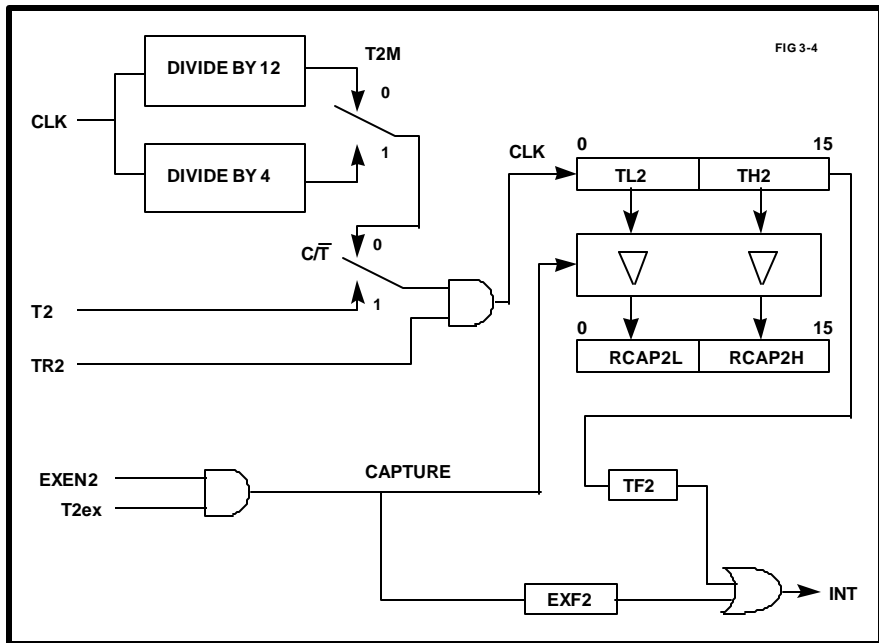 FIG 3-4
DIVIDE BY 12
T2M
0
CLK
1
DIVIDE BY 4
CLK
0
15
TL2
TH2
C/T̅
0
1
T2
TR2
0
15
RCAP2L
RCAP2H
EXEN2
T2ex
CAPTURE
TF2
EXF2
INT